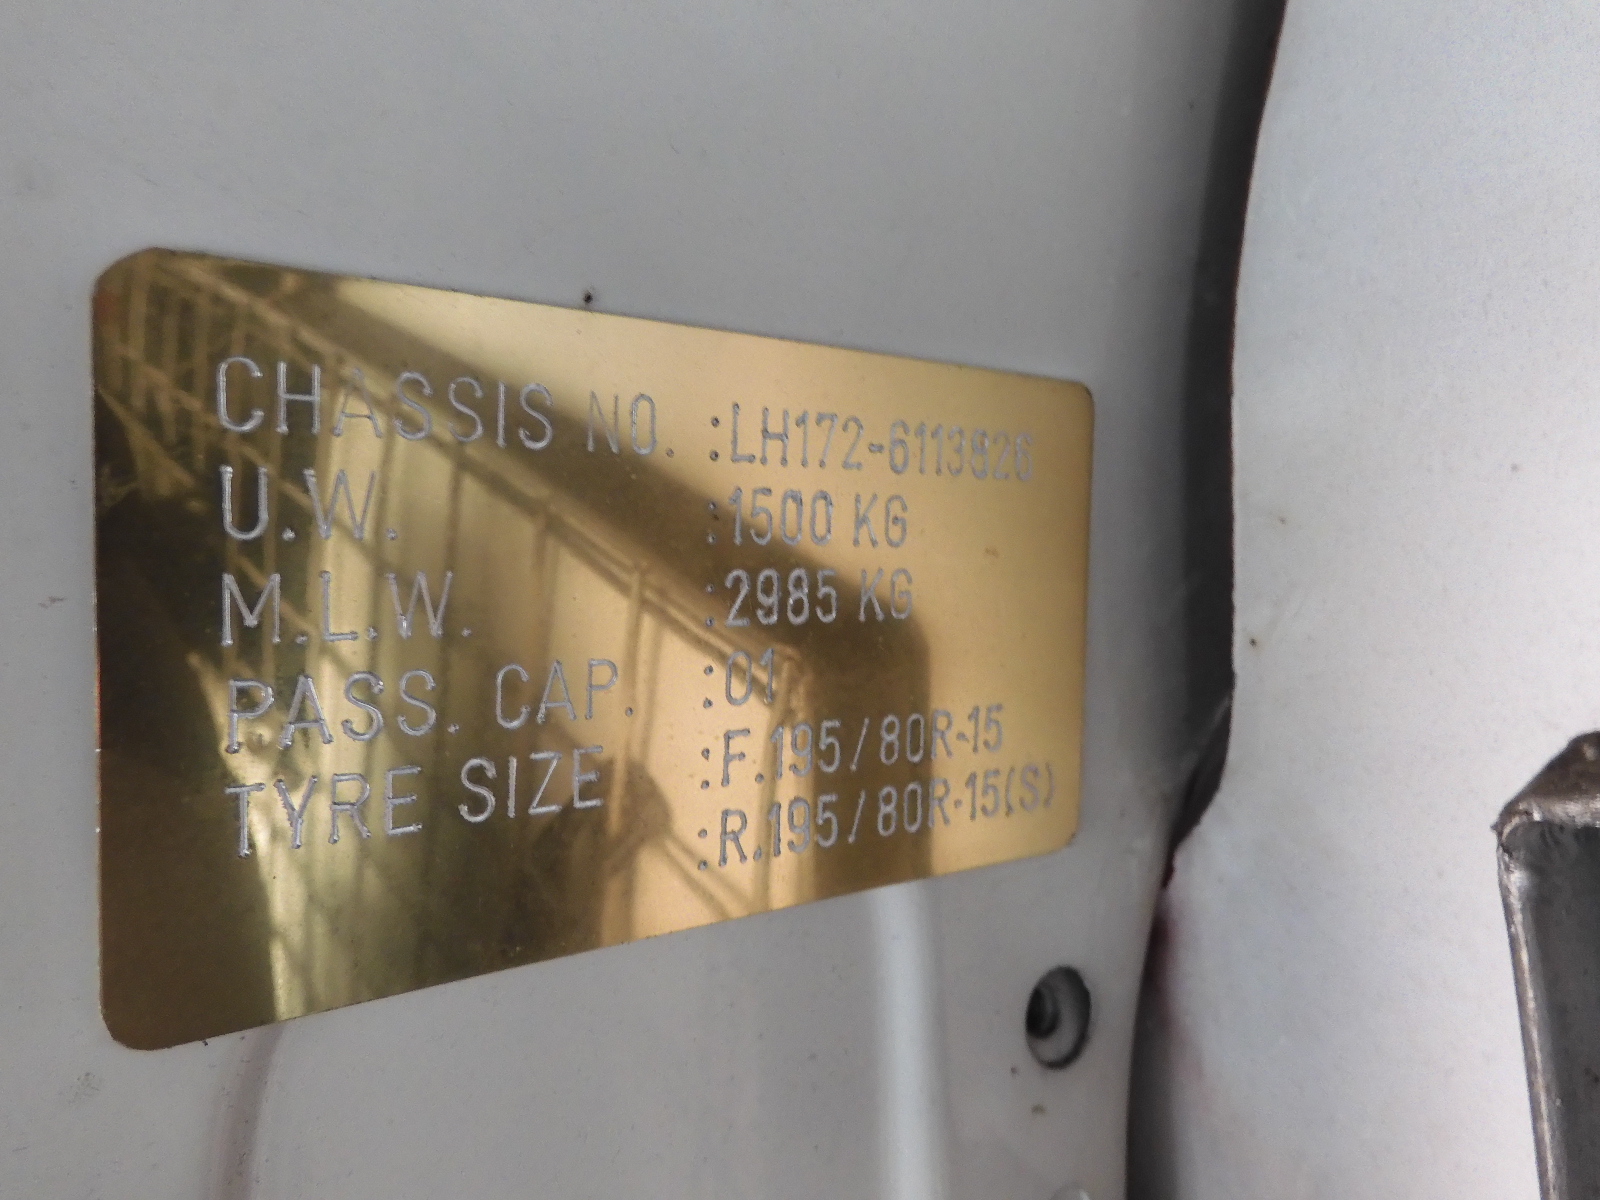 CHASSIS NO. :LH172-6113826
U.W. :1500 KG
M.L.W. :2985 KG
PASS. CAP. :01
TYRE SIZE :F.195/80R-15
:R.195/80R-15(S)